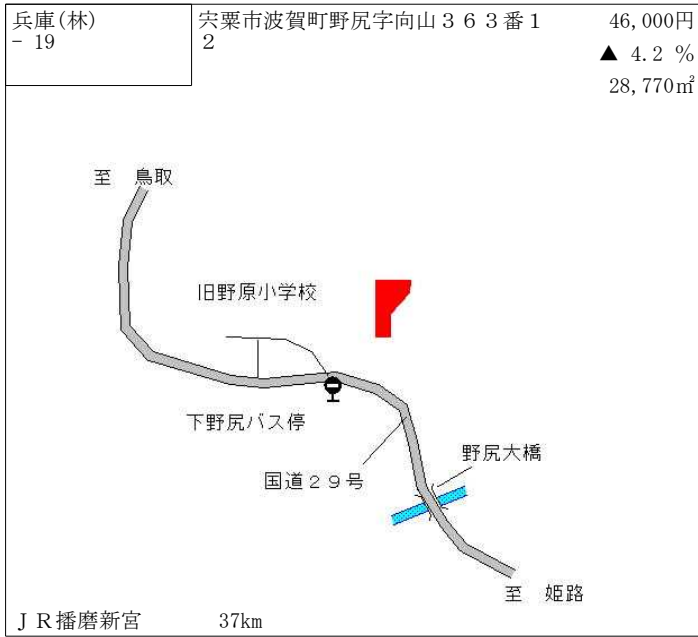 兵庫(林)
- 19
宍粟市波賀町野尻字向山３６３番１
2
46,000円
▲ 4.2 %
28,770㎡
至　鳥取
旧野原小学校
下野尻バス停
国道２９号
野尻大橋
至　姫路
ＪＲ播磨新宮　37km